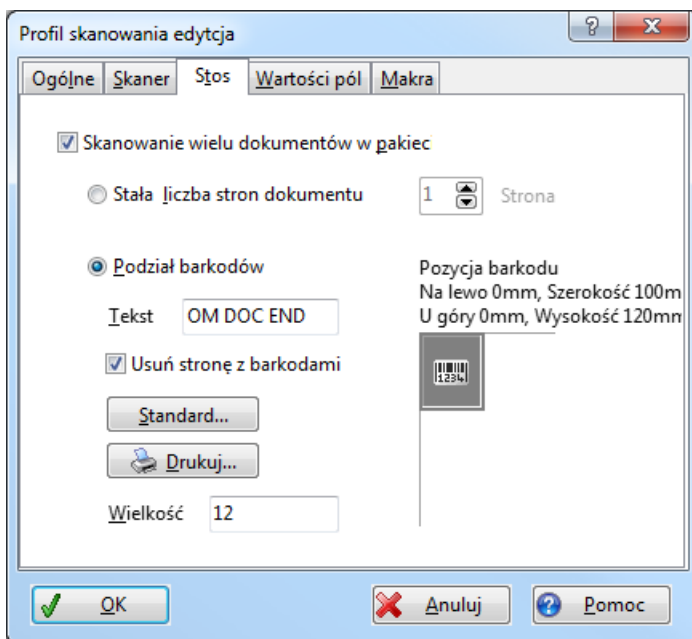 Profil skanowania edytcja
Ogólne Skaner Stos Wartości pól Makra
Skanowanie wielu dokumentów w pakiec
Stała liczba stron dokumentu 1 Strona
Podział barkodów
Pozycja barkodu
Na lewo 0mm, Szerokość 100m
U góry 0mm, Wysokość 120mm
Tekst OM DOC END
Usuń stronę z barkodami
1234
Standard...
Drukuj...
Wielkość 12
OK Anuluj Pomoc